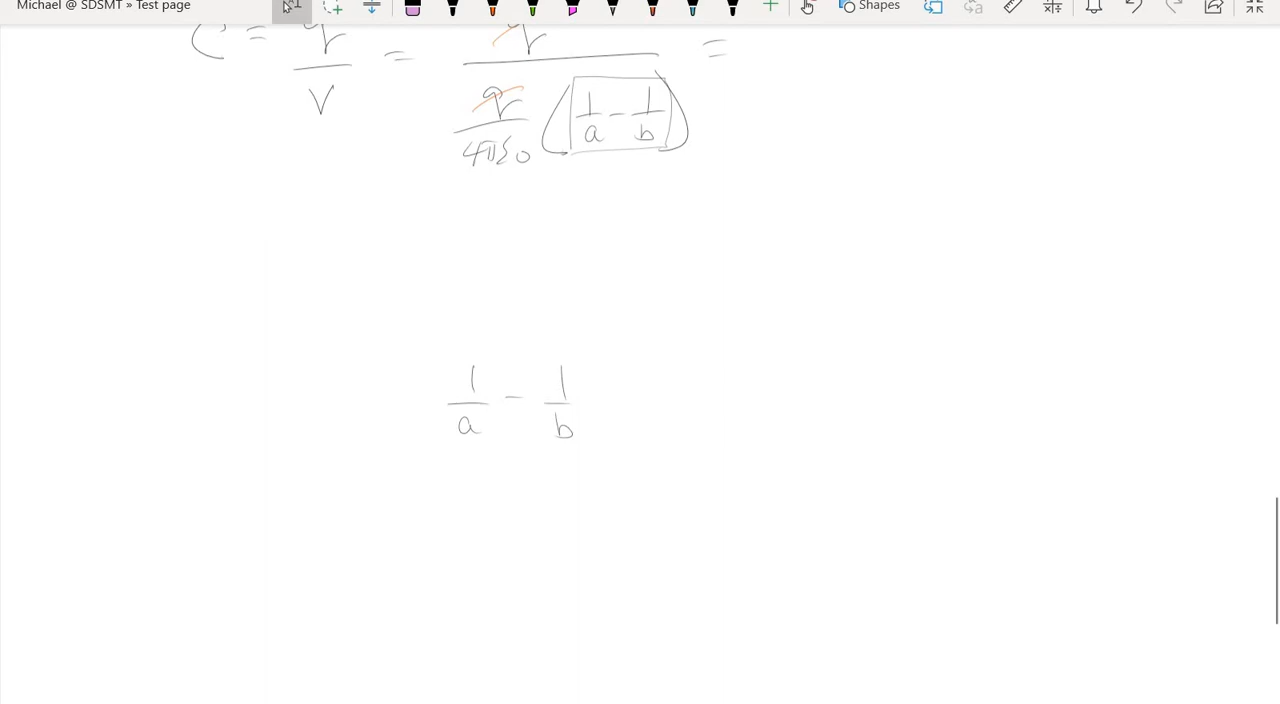 Michael @ SDSMT » Test page
Shapes
C = q/V = q / (q/4πε0 (1/a - 1/b)) =
1/a - 1/b